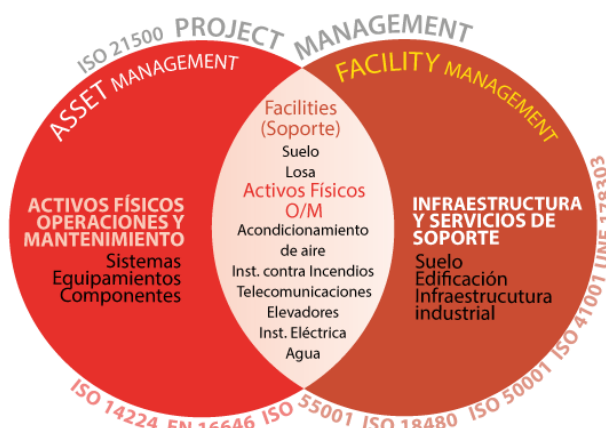 ISO 21500 PROJECT MANAGEMENT
ASSET MANAGEMENT
FACILITY MANAGEMENT
Facilities
(Soporte)
Suelo
Losa
Activos Físicos
O/M
Acondicionamiento
de aire
Inst. contra Incendios
Telecomunicaciones
Elevadores
Inst. Eléctrica
Agua
ACTIVOS FÍSICOS
OPERACIONES Y
MANTENIMIENTO
Sistemas
Equipamientos
Componentes
INFRAESTRUCTURA
Y SERVICIOS DE
SOPORTE
Suelo
Edificación
Infraestrucutura
industrial
ISO 14224 EN 16646 ISO 55001 ISO 18480 ISO 50001 ISO 41001 UNE 178303